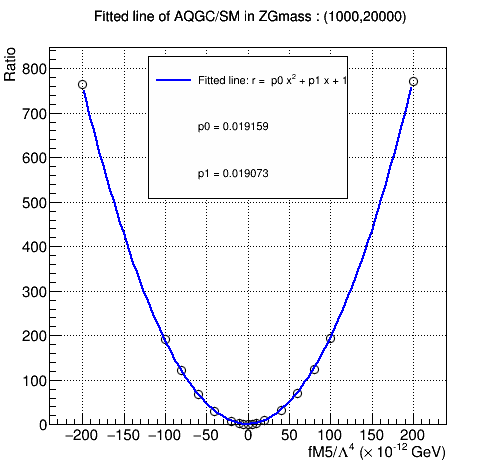 Fitted line of AQGC/SM in ZGmass : (1000,20000)
Ratio
Fitted line: r = p0 x² + p1 x + 1
p0 = 0.019159
p1 = 0.019073
800
700
600
500
400
300
200
100
0
−200 −150 −100 −50 0 50 100 150 200
fM5/Λ⁴ (× 10⁻¹² GeV)